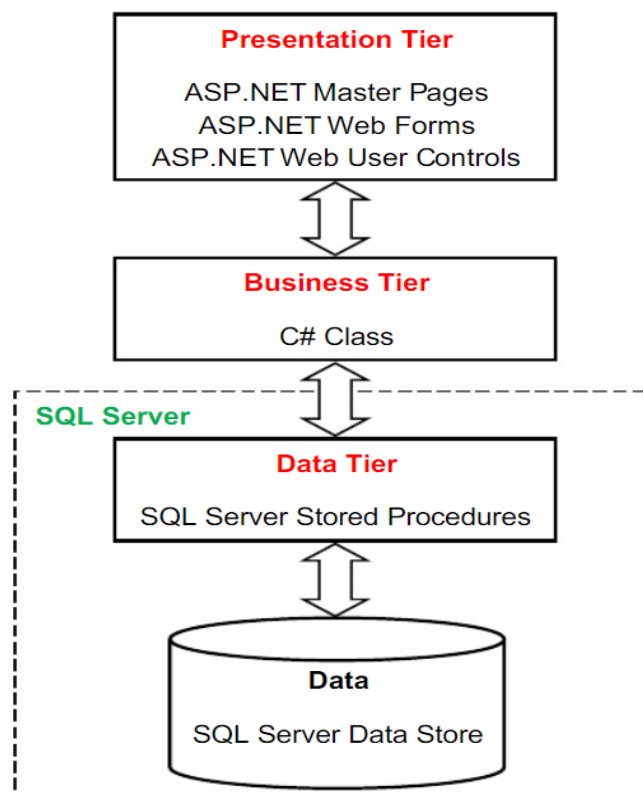 Presentation Tier
ASP.NET Master Pages
ASP.NET Web Forms
ASP.NET Web User Controls
Business Tier
C# Class
SQL Server
Data Tier
SQL Server Stored Procedures
Data
SQL Server Data Store